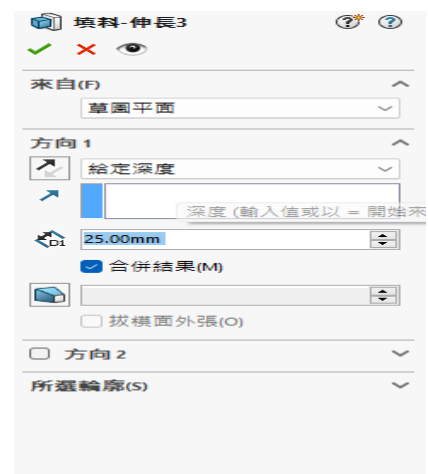 填料-伸長3
來自(F)
草圖平面
方向 1
給定深度
深度 (輸入值或以 = 開始來
D1
25.00mm
合併結果(M)
拔模面外張(O)
方向 2
所選輪廓(S)